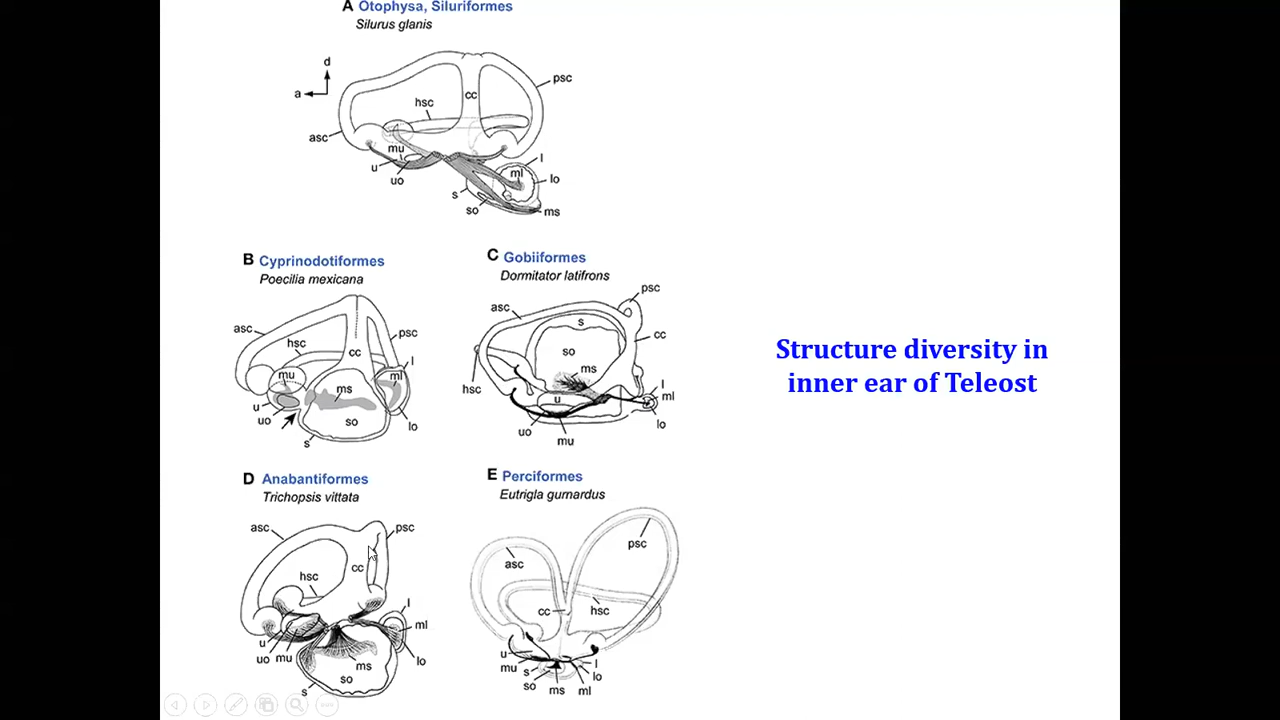 A Otophysa, Siluriformes
Silurus glanis
d
a
psc
cc
hsc
asc
mu
u
uo
l
ml
lo
s
so
ms
B Cyprinodotiformes
Poecilia mexicana
asc
hsc
psc
cc
l
mu
ml
ms
u
uo
so
lo
s
C Gobiiformes
Dormitator latifrons
psc
asc
s
cc
so
ms
hsc
u
l
ml
uo
lo
mu
Structure diversity in
inner ear of Teleost
D Anabantiformes
Trichopsis vittata
asc
psc
cc
hsc
l
ml
u
uo
mu
ms
lo
so
s
E Perciformes
Eutrigla gurnardus
psc
asc
cc
hsc
u
mu
s
so
ms
ml
l
lo